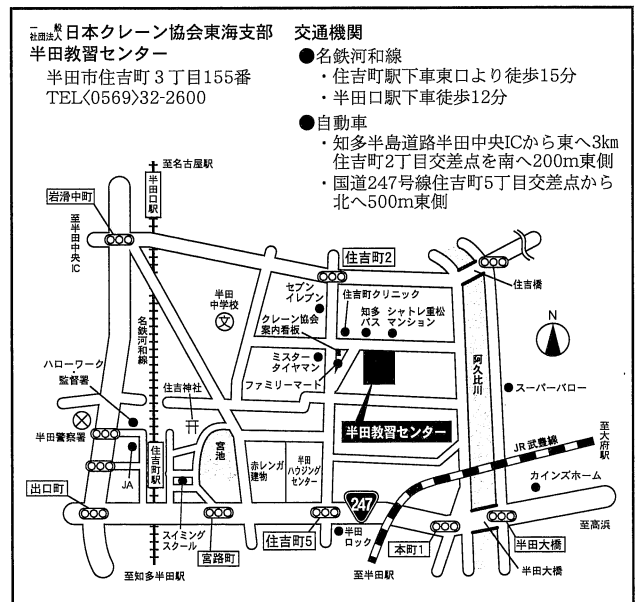 一般社団法人日本クレーン協会東海支部
半田教習センター
半田市住吉町３丁目155番
TEL〈0569〉32-2600
交通機関
●名鉄河和線
・住吉町駅下車東口より徒歩15分
・半田口駅下車徒歩12分
●自動車
・知多半島道路半田中央ICから東へ3km
住吉町2丁目交差点を南へ200m東側
・国道247号線住吉町5丁目交差点から
北へ500m東側
至名古屋駅
半田口駅
岩滑中町
至半田中央IC
住吉町2
住吉橋
セブン
イレブン
半田
中学校
文
住吉町クリニック
クレーン協会
案内看板
知多
バス
シャトレ重松
マンション
N
名鉄河和線
阿久比川
ミスター
タイヤマン
ファミリーマート
ハローワーク
・
監督署
住吉神社
スーパーバロー
半田教習センター
半田警察署
住吉町駅
宮池
赤レンガ
建物
半田
ハウジング
センター
JR武豊線
至大府駅
JA
カインズホーム
出口町
スイミング
スクール
宮路町
住吉町5
247
半田
ロック
本町1
半田大橋
至高浜
半田大橋
至知多半田駅
至半田駅